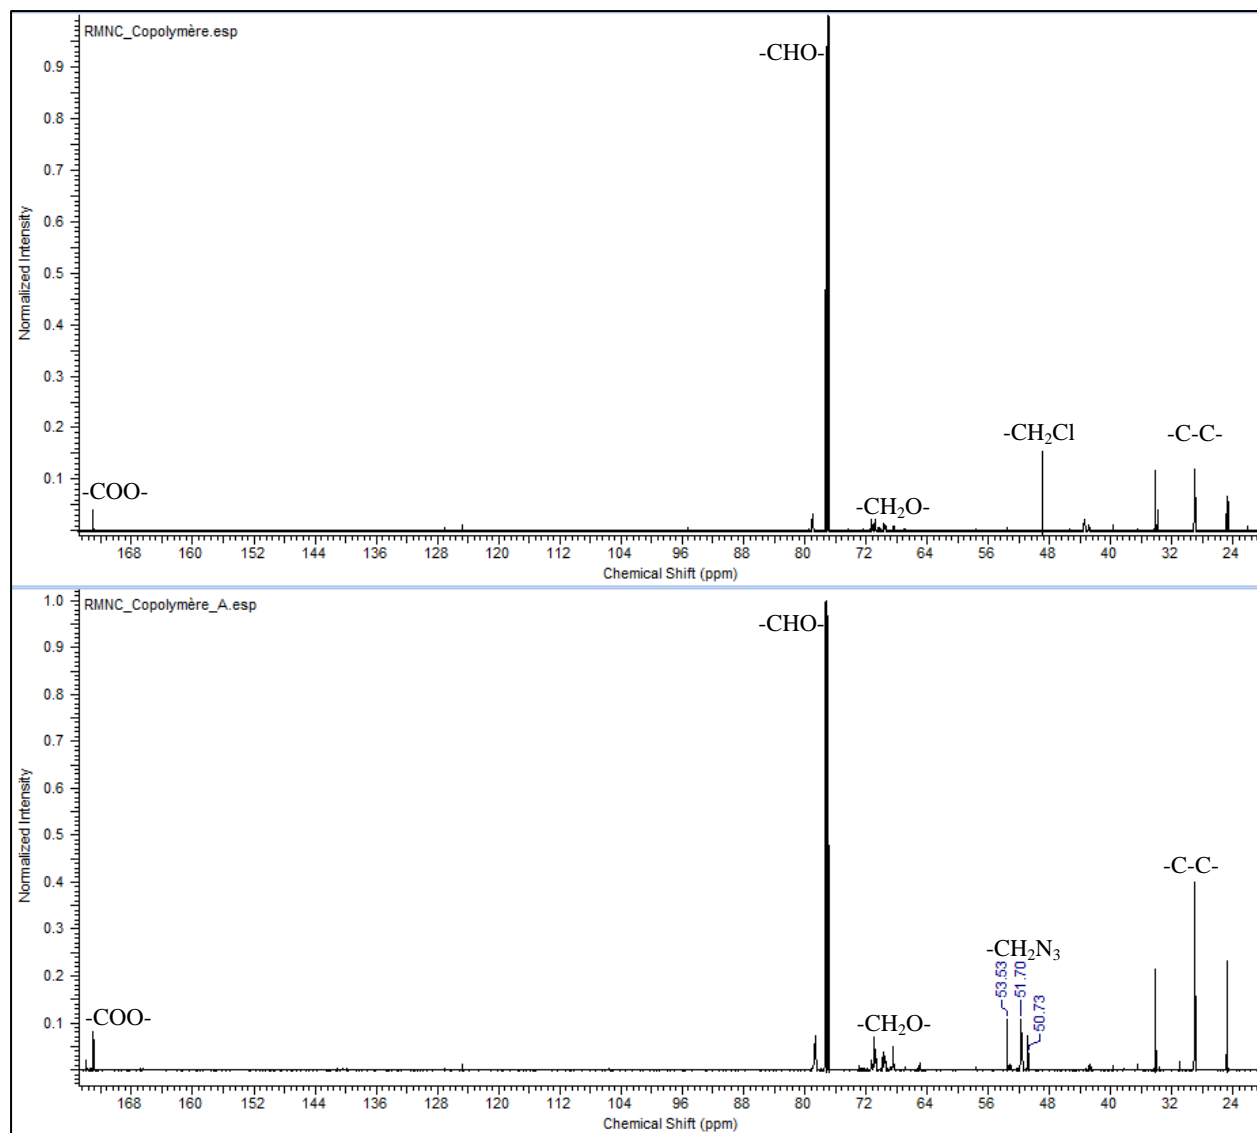 RMNC_Copolymère.esp
-CHO-
0.9
0.8
0.7
0.6
0.5
0.4
0.3
0.2
0.1
Normalized Intensity
-COO-
-CH₂O-
-CH₂Cl
-C-C-
168 160 152 144 136 128 120 112 104 96 88 80 72 64 56 48 40 32 24
Chemical Shift (ppm)
RMNC_Copolymère_A.esp
-CHO-
1.0
0.9
0.8
0.7
0.6
0.5
0.4
0.3
0.2
0.1
Normalized Intensity
-COO-
-CH₂O-
-CH₂N₃
53.53
51.70
50.73
-C-C-
168 160 152 144 136 128 120 112 104 96 88 80 72 64 56 48 40 32 24
Chemical Shift (ppm)